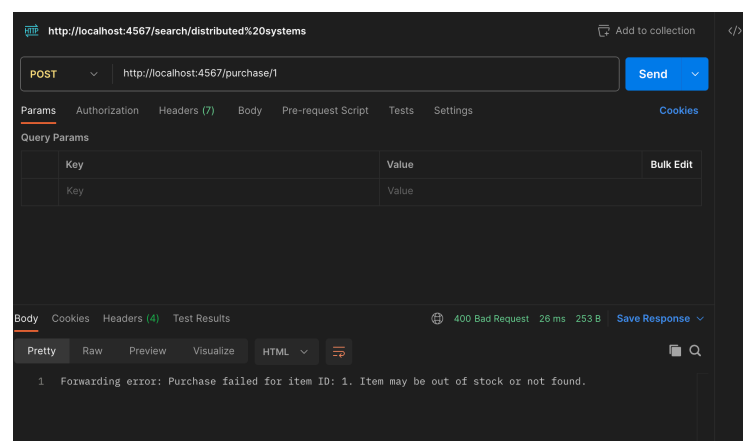 HTTP http://localhost:4567/search/distributed%20systems Add to collection </>
POST http://localhost:4567/purchase/1 Send
Params Authorization Headers (7) Body Pre-request Script Tests Settings Cookies
Query Params
Key Value Bulk Edit
Key Value
Body Cookies Headers (4) Test Results 400 Bad Request 26 ms 253 B Save Response
Pretty Raw Preview Visualize HTML
1 Forwarding error: Purchase failed for item ID: 1. Item may be out of stock or not found.